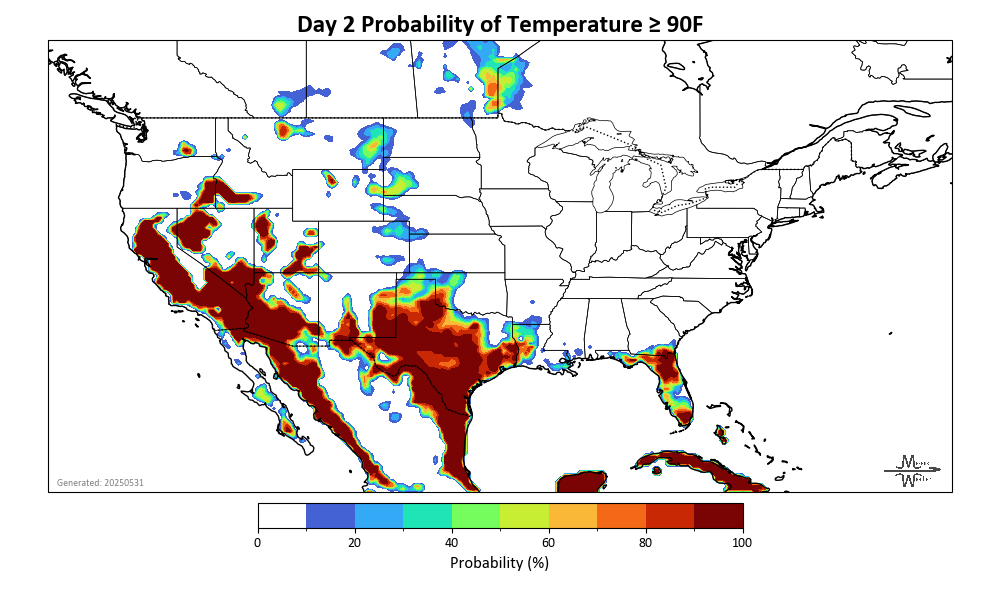 Day 2 Probability of Temperature ≥ 90F
Generated: 20250531
0 20 40 60 80 100
Probability (%)